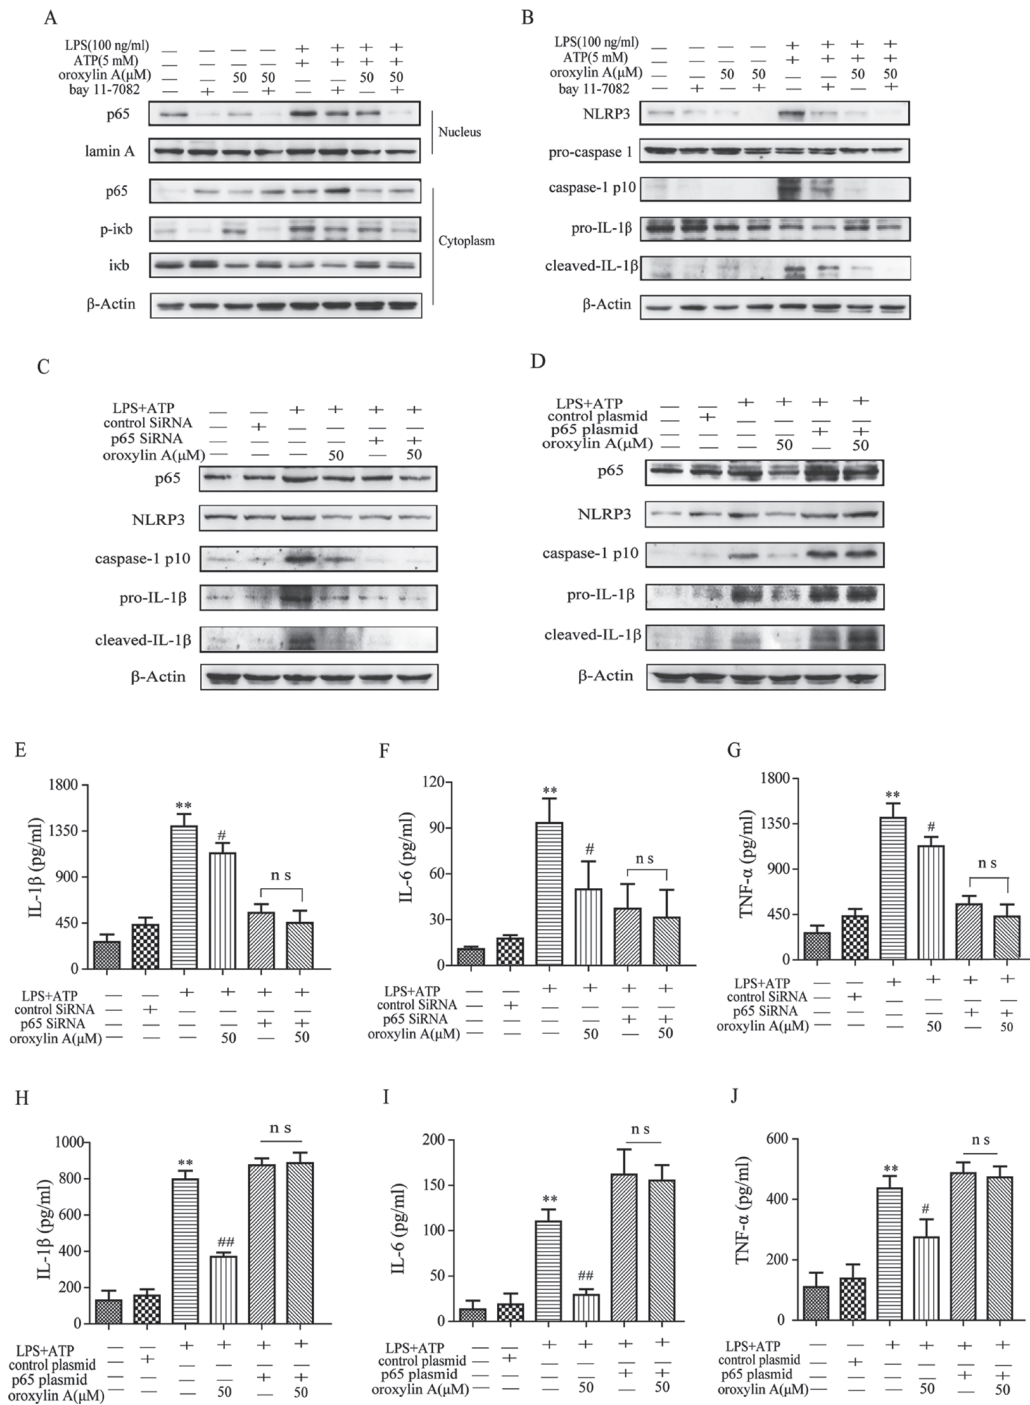 A
LPS(100 ng/ml) — — — — + + + +
ATP(5 mM) — — — — + + + +
oroxylin A(μM) — — 50 50 — — 50 50
bay 11-7082 — + — + — + — +
p65
Nucleus
lamin A
p65
p-iκb
Cytoplasm
iκb
β-Actin
B
LPS(100 ng/ml) — — — — + + + +
ATP(5 mM) — — — — + + + +
oroxylin A(μM) — — 50 50 — — 50 50
bay 11-7082 — + — + — + — +
NLRP3
pro-caspase 1
caspase-1 p10
pro-IL-1β
cleaved-IL-1β
β-Actin
C
LPS+ATP — — + + + +
control SiRNA — + — — — —
p65 SiRNA — — — — + +
oroxylin A(μM) — — — 50 — 50
p65
NLRP3
caspase-1 p10
pro-IL-1β
cleaved-IL-1β
β-Actin
D
LPS+ATP — — + + + +
control plasmid — + — — — —
p65 plasmid — — — — + +
oroxylin A(μM) — — — 50 — 50
p65
NLRP3
caspase-1 p10
pro-IL-1β
cleaved-IL-1β
β-Actin
E
IL-1β (pg/ml)
1800
1350
900
450
0
**
#
n s
LPS+ATP — — + + + +
control SiRNA — + — — — —
p65 SiRNA — — — — + +
oroxylin A(μM) — — — 50 — 50
F
IL-6 (pg/ml)
120
90
60
30
0
**
#
n s
LPS+ATP — — + + + +
control SiRNA — + — — — —
p65 SiRNA — — — — + +
oroxylin A(μM) — — — 50 — 50
G
TNF-α (pg/ml)
1800
1350
900
450
0
**
#
n s
LPS+ATP — — + + + +
control SiRNA — + — — — —
p65 SiRNA — — — — + +
oroxylin A(μM) — — — 50 — 50
H
IL-1β (pg/ml)
1000
800
600
400
200
0
**
##
n s
LPS+ATP — — + + + +
control plasmid — + — — — —
p65 plasmid — — — — + +
oroxylin A(μM) — — — 50 — 50
I
IL-6 (pg/ml)
200
150
100
50
0
**
##
n s
LPS+ATP — — + + + +
control plasmid — + — — — —
p65 plasmid — — — — + +
oroxylin A(μM) — — — 50 — 50
J
TNF-α (pg/ml)
600
400
200
0
**
#
n s
LPS+ATP — — + + + +
control plasmid — + — — — —
p65 plasmid — — — — + +
oroxylin A(μM) — — — 50 — 50